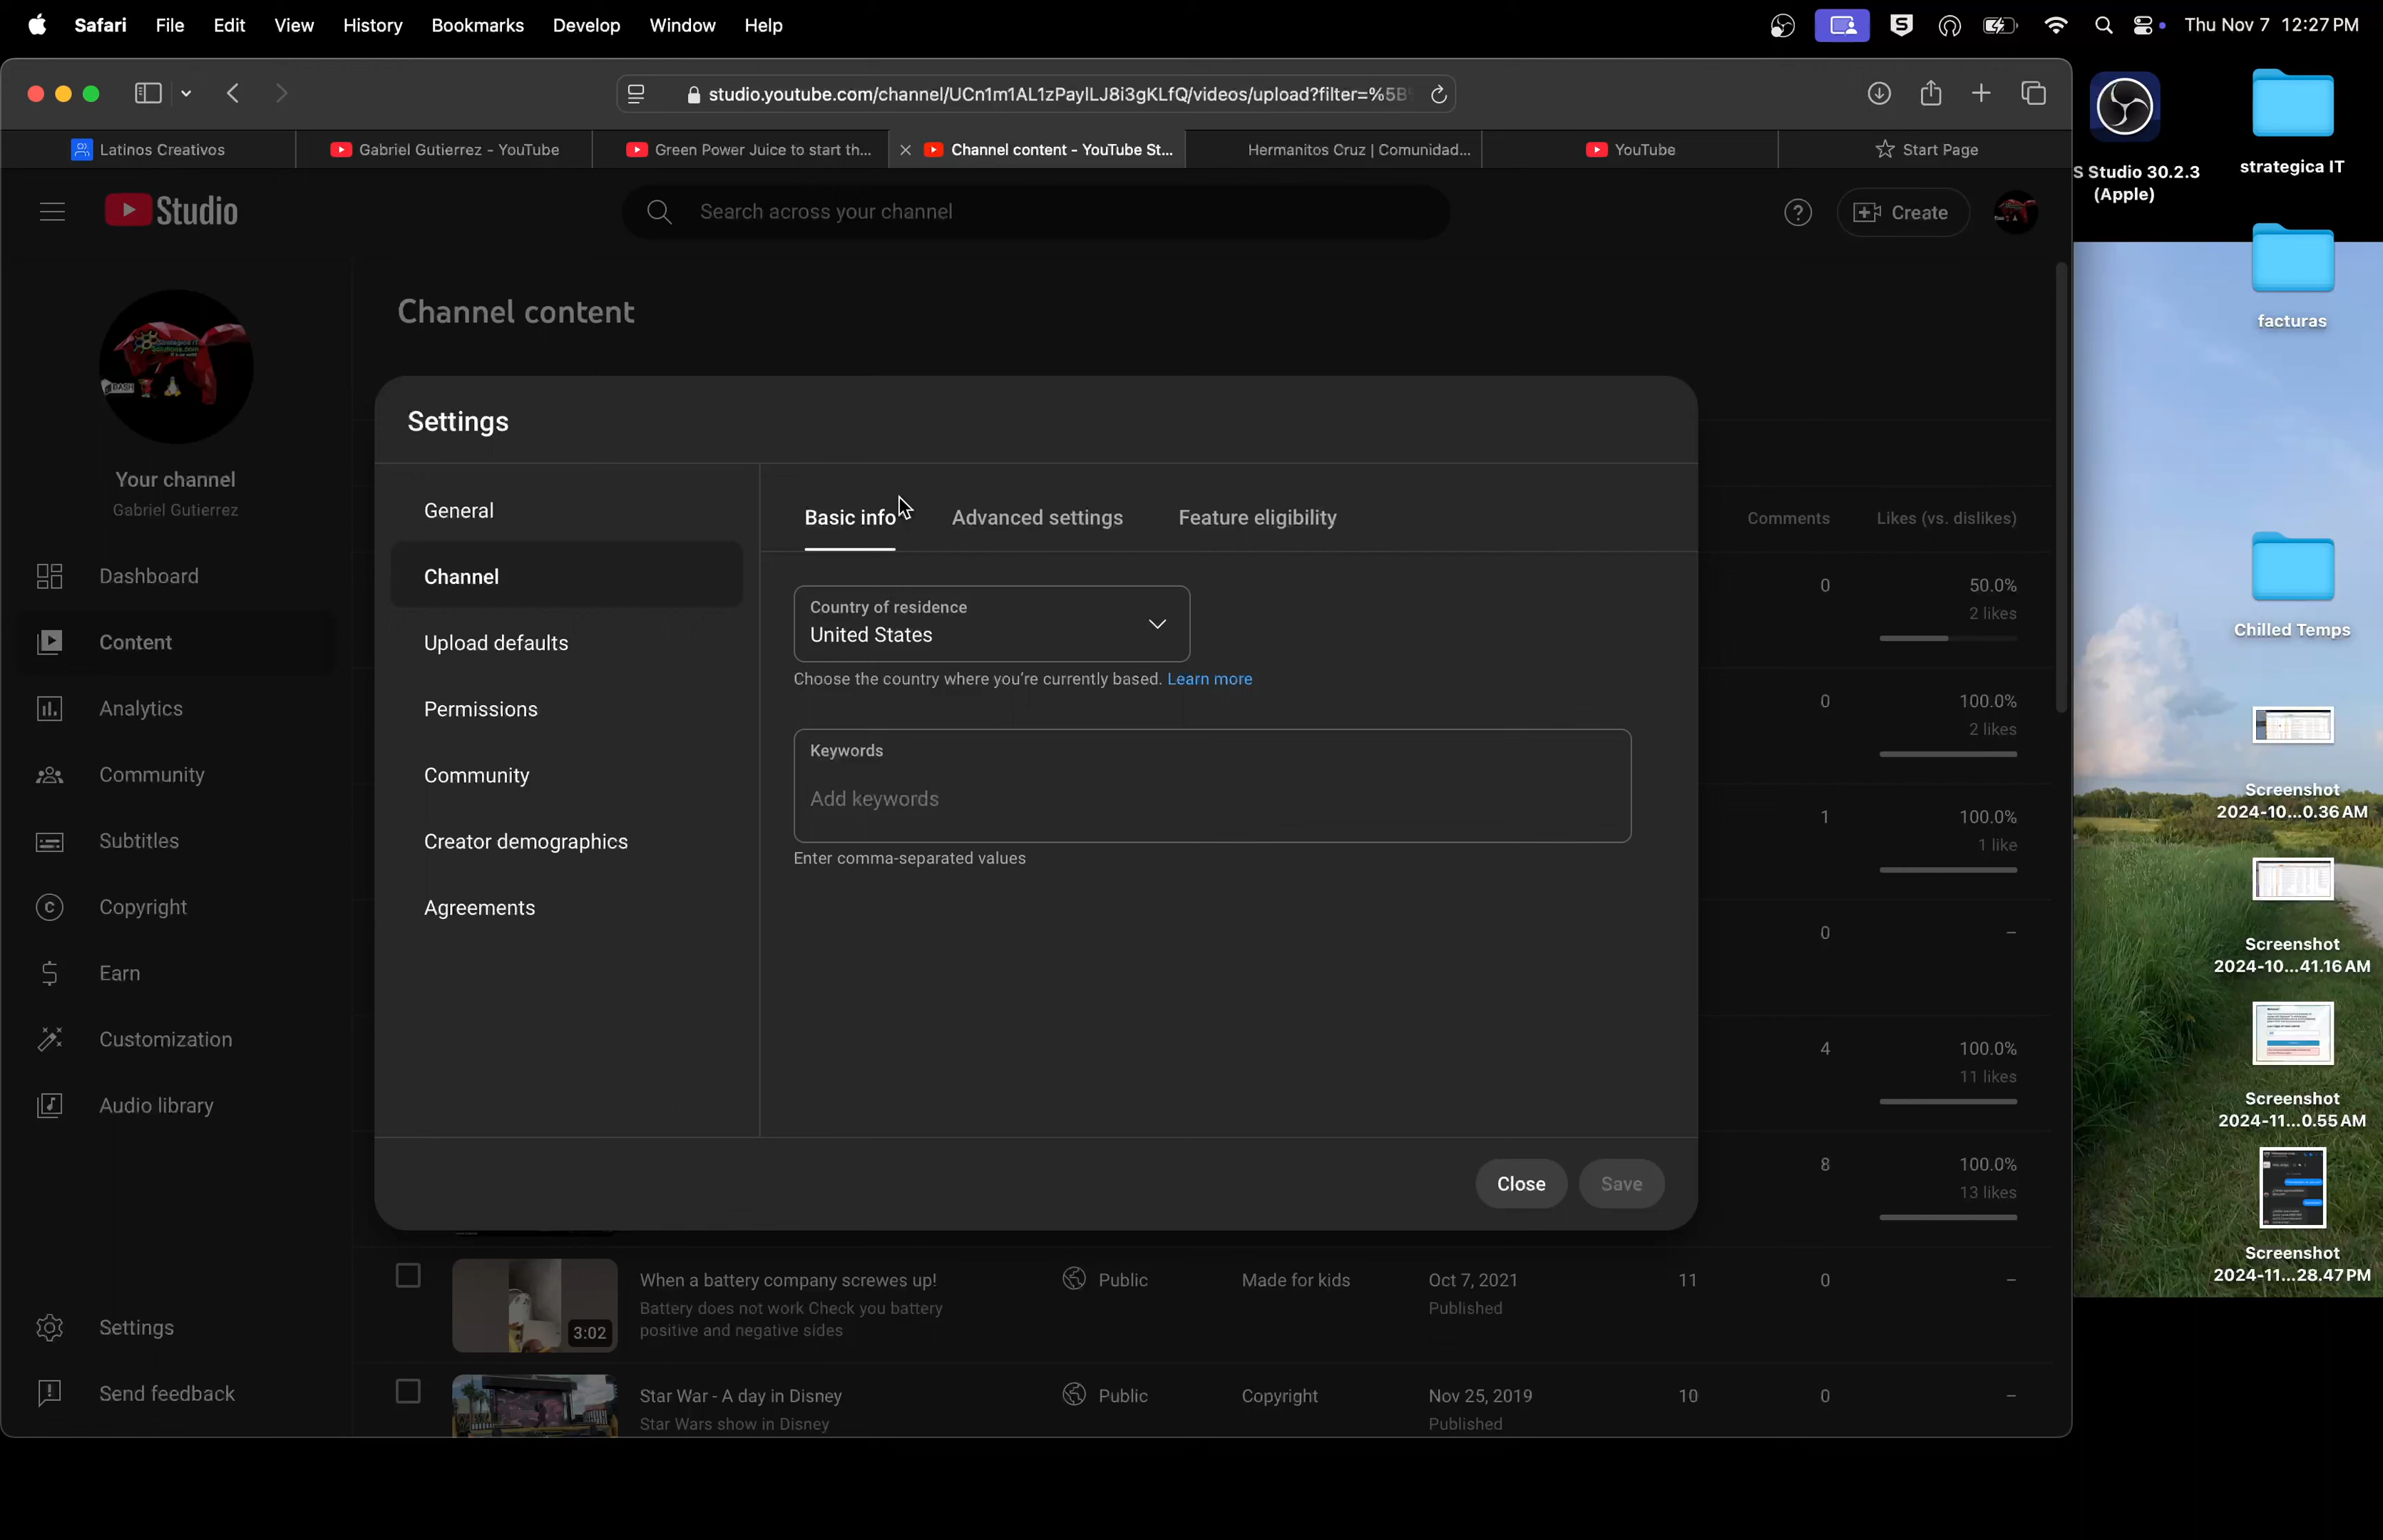 Safari File Edit View History Bookmarks Develop Window Help
Thu Nov 7 12:27 PM
studio.youtube.com/channel/UCn1m1AL1zPaylLJ8i3gKLfQ/videos/upload?filter=%5B
Latinos Creativos
Gabriel Gutierrez - YouTube
Green Power Juice to start th...
Channel content - YouTube St...
Hermanitos Cruz | Comunidad...
YouTube
Start Page
Studio
Search across your channel
Create
Your channel
Gabriel Gutierrez
Dashboard
Content
Analytics
Community
Subtitles
Copyright
Earn
Customization
Audio library
Settings
Send feedback
Channel content
Comments Likes (vs. dislikes)
0 50.0%
2 likes
0 100.0%
2 likes
1 100.0%
1 like
0 –
4 100.0%
11 likes
8 100.0%
13 likes
Settings
General
Channel
Upload defaults
Permissions
Community
Creator demographics
Agreements
Basic info Advanced settings Feature eligibility
Country of residence
United States
Choose the country where you're currently based. Learn more
Keywords
Add keywords
Enter comma-separated values
Close Save
3:02
When a battery company screwes up! Public Made for kids Oct 7, 2021 11 0 –
Battery does not work Check you battery Published
positive and negative sides
Star War - A day in Disney Public Copyright Nov 25, 2019 10 0 –
Star Wars show in Disney Published
S Studio 30.2.3
(Apple)
strategica IT
facturas
Chilled Temps
Screenshot
2024-10...0.36 AM
Screenshot
2024-10...41.16 AM
Screenshot
2024-11...0.55 AM
Screenshot
2024-11...28.47 PM